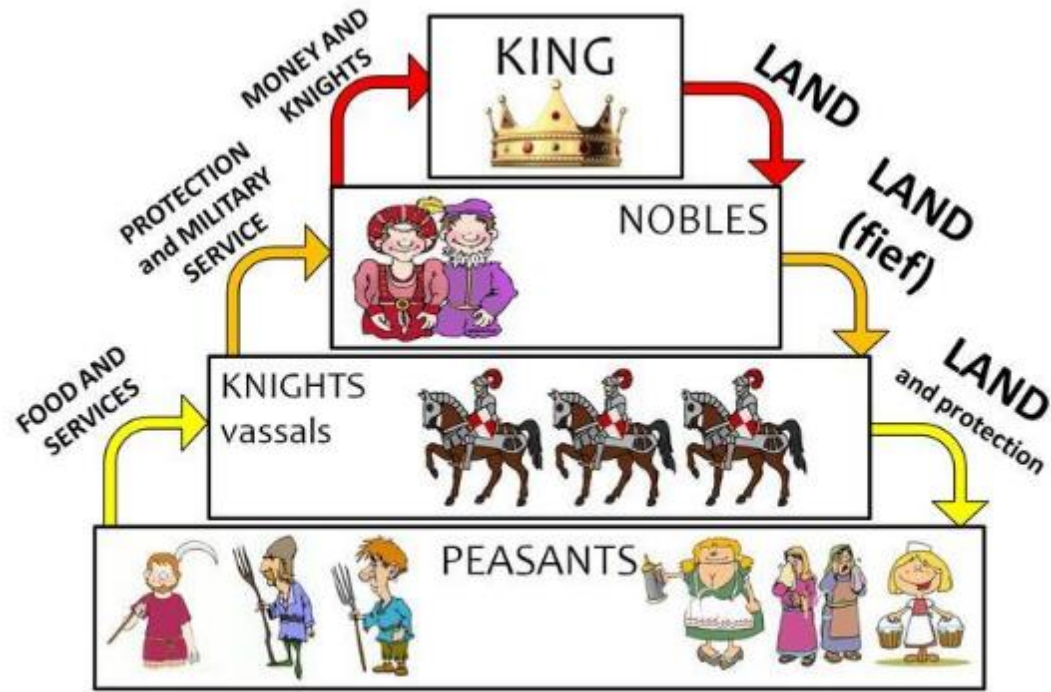 KING
MONEY AND
KNIGHTS
LAND
NOBLES
PROTECTION
and MILITARY
SERVICE
LAND
(fief)
KNIGHTS
vassals
FOOD AND
SERVICES
LAND
and protection
PEASANTS